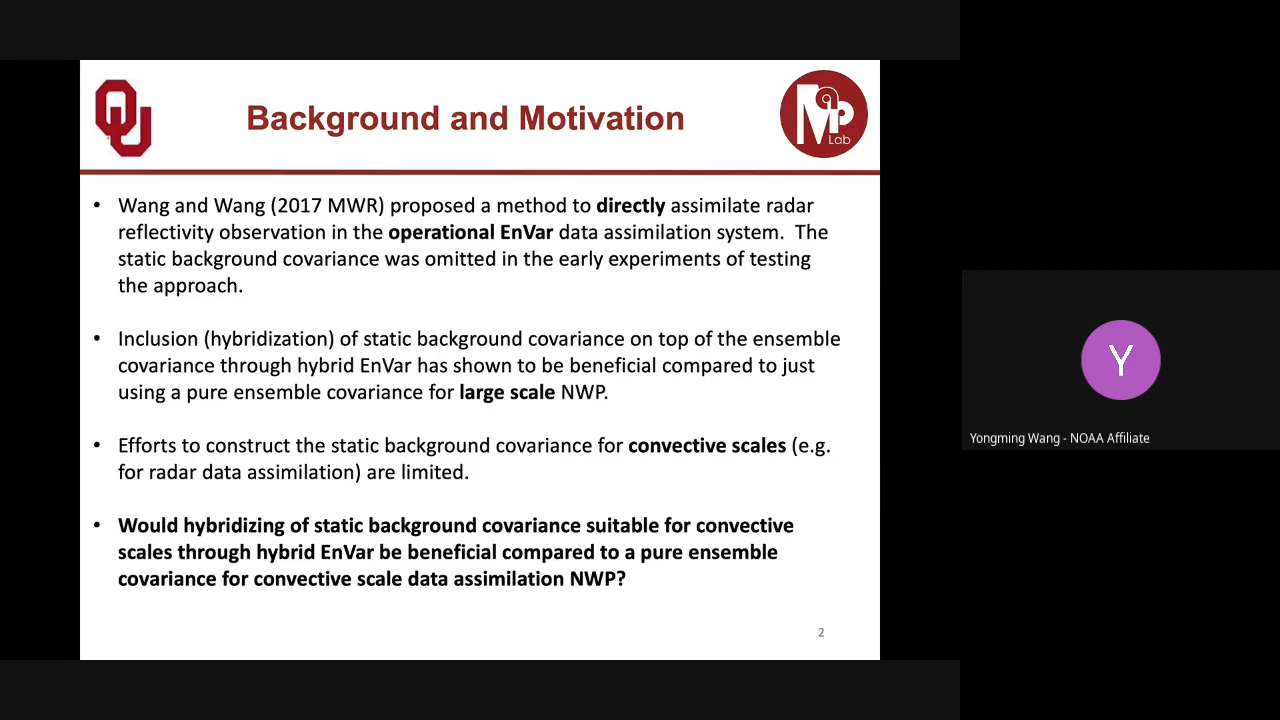 Background and Motivation
Map
Lab
• Wang and Wang (2017 MWR) proposed a method to directly assimilate radar
reflectivity observation in the operational EnVar data assimilation system.  The
static background covariance was omitted in the early experiments of testing
the approach.
• Inclusion (hybridization) of static background covariance on top of the ensemble
covariance through hybrid EnVar has shown to be beneficial compared to just
using a pure ensemble covariance for large scale NWP.
• Efforts to construct the static background covariance for convective scales (e.g.
for radar data assimilation) are limited.
• Would hybridizing of static background covariance suitable for convective
scales through hybrid EnVar be beneficial compared to a pure ensemble
covariance for convective scale data assimilation NWP?
2
Y
Yongming Wang - NOAA Affiliate